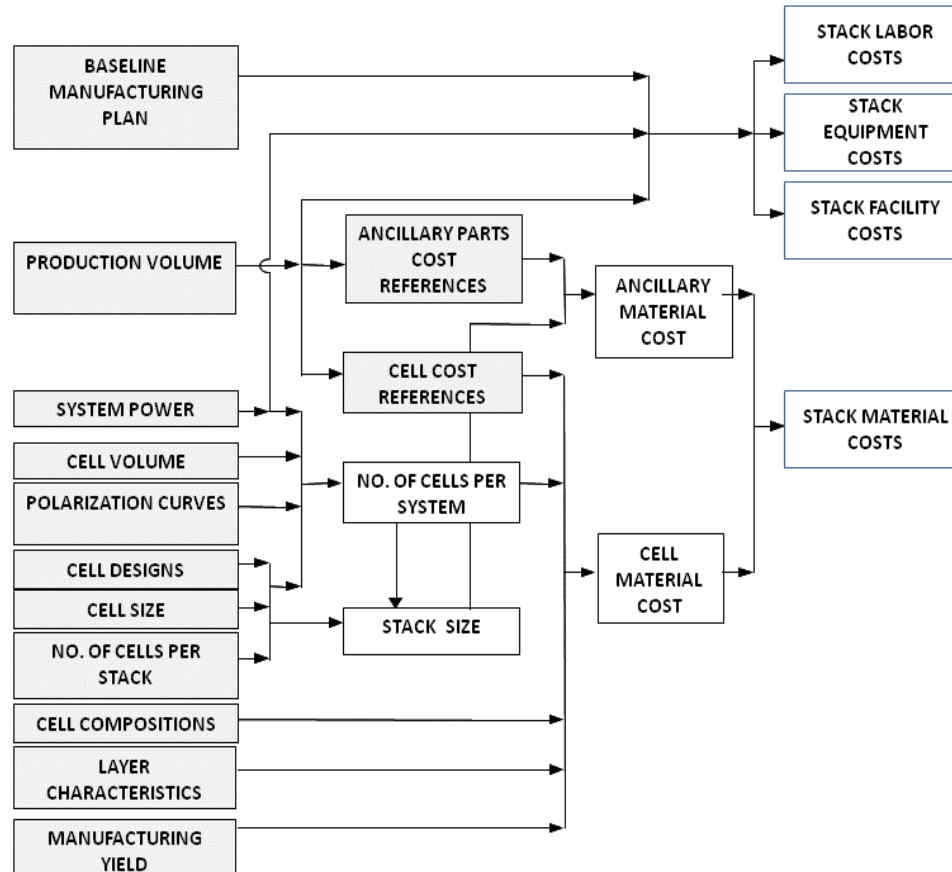 BASELINE
MANUFACTURING
PLAN
PRODUCTION VOLUME
SYSTEM POWER
CELL VOLUME
POLARIZATION CURVES
CELL DESIGNS
CELL SIZE
NO. OF CELLS PER
STACK
CELL COMPOSITIONS
LAYER
CHARACTERISTICS
MANUFACTURING
YIELD
ANCILLARY PARTS
COST
REFERENCES
CELL COST
REFERENCES
NO. OF CELLS PER
SYSTEM
STACK SIZE
ANCILLARY
MATERIAL
COST
CELL
MATERIAL
COST
STACK LABOR
COSTS
STACK
EQUIPMENT
COSTS
STACK FACILITY
COSTS
STACK MATERIAL
COSTS